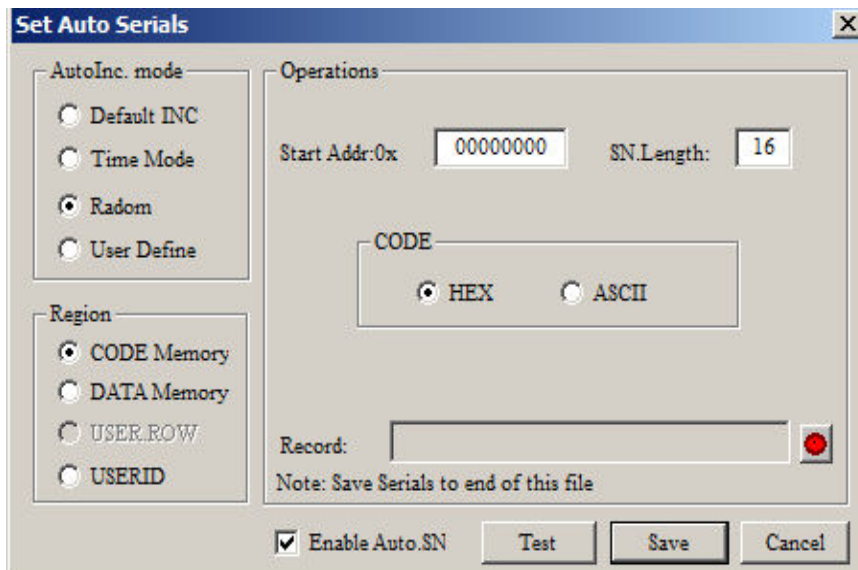 Set Auto Serials
AutoInc. mode
Default INC
Time Mode
Radom
User Define
Region
CODE Memory
DATA Memory
USER.ROW
USERID
Operations
Start Addr:0x 00000000 SN.Length: 16
CODE
HEX ASCII
Record:
Note: Save Serials to end of this file
Enable Auto.SN Test Save Cancel